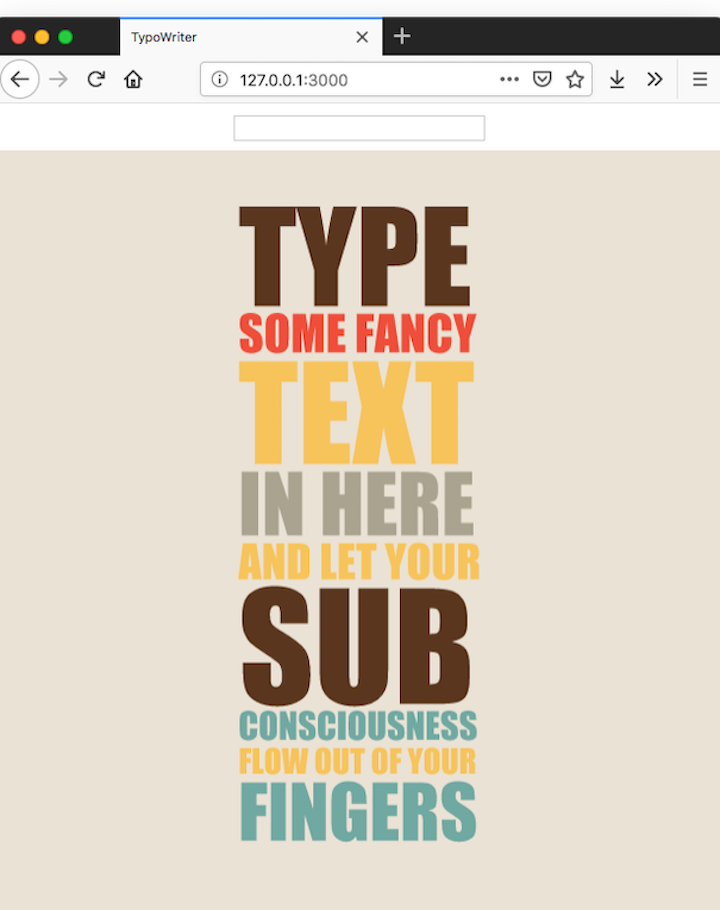 TypoWriter
127.0.0.1:3000
TYPE
SOME FANCY
TEXT
IN HERE
AND LET YOUR
SUB
CONSCIOUSNESS
FLOW OUT OF YOUR
FINGERS